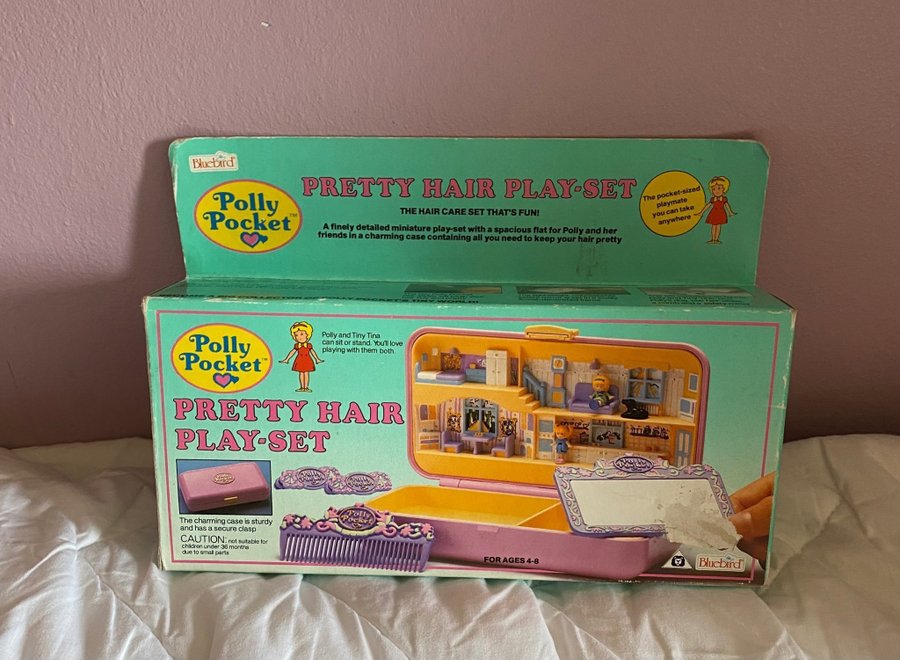 Bluebird
Polly
Pocket™
PRETTY HAIR PLAY-SET
THE HAIR CARE SET THAT'S FUN!
A finely detailed miniature play-set with a spacious flat for Polly and her
friends in a charming case containing all you need to keep your hair pretty
The pocket-sized
playmate
you can take
anywhere
Polly
Pocket™
Polly and Tiny Tina
can sit or stand. You'll love
playing with them both.
PRETTY HAIR
PLAY-SET
The charming case is sturdy
and has a secure clasp
CAUTION: not suitable for
children under 36 months
due to small parts
Polly
Pocket
FOR AGES 4-8
Bluebird